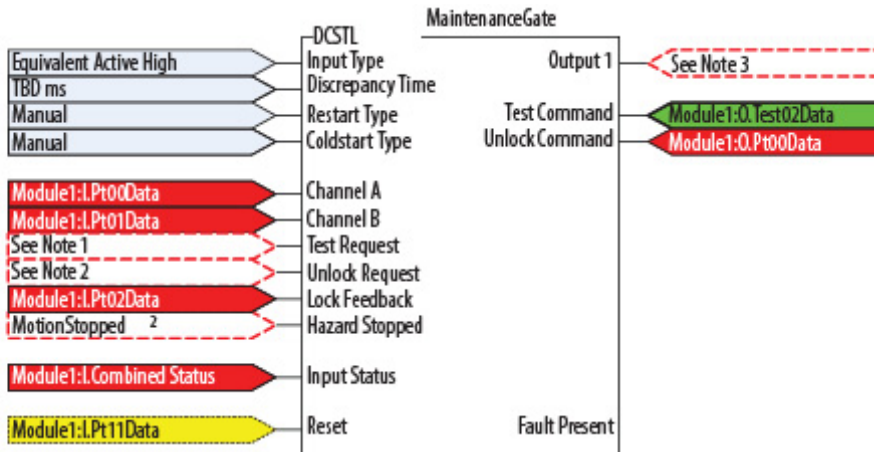 MaintenanceGate
DCSTL
Equivalent Active High Input Type Output 1 See Note 3
TBD ms Discrepancy Time
Manual Restart Type Test Command Module1:O.Test02Data
Manual Coldstart Type Unlock Command Module1:O.Pt00Data
Module1:I.Pt00Data Channel A
Module1:I.Pt01Data Channel B
See Note 1 Test Request
See Note 2 Unlock Request
Module1:I.Pt02Data Lock Feedback
MotionStopped 2 Hazard Stopped
Module1:I.Combined Status Input Status
Module1:I.Pt11Data Reset Fault Present